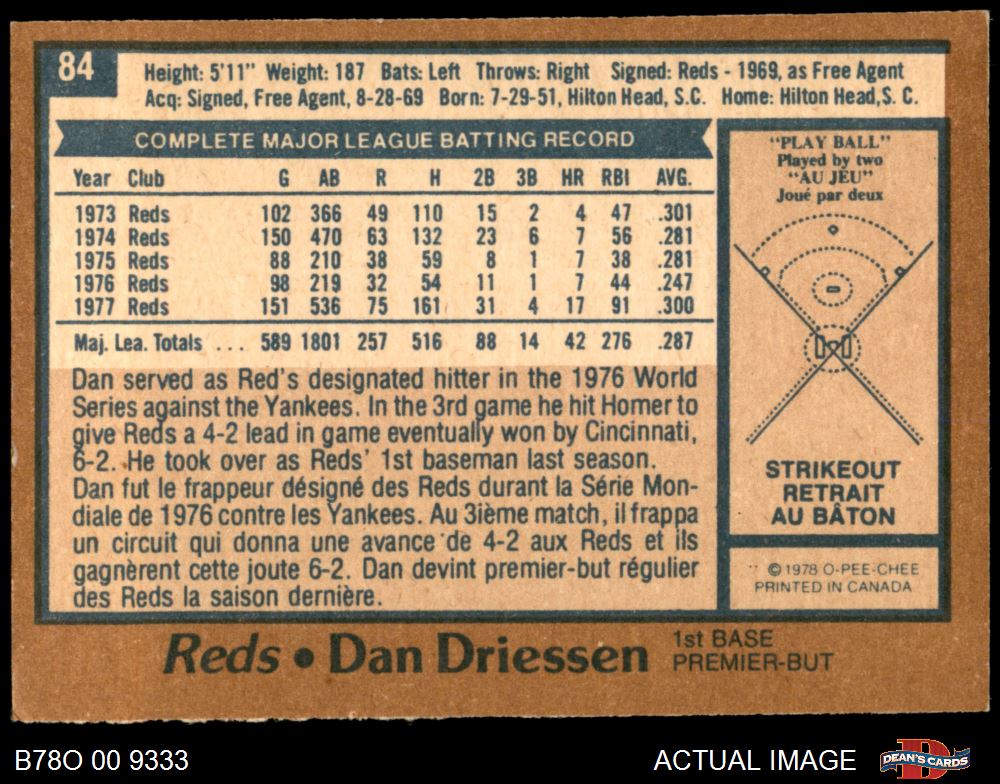 84
Height: 5'11" Weight: 187 Bats: Left Throws: Right Signed: Reds - 1969, as Free Agent
Acq: Signed, Free Agent, 8-28-69 Born: 7-29-51, Hilton Head, S.C. Home: Hilton Head, S. C.
COMPLETE MAJOR LEAGUE BATTING RECORD
Year Club G AB R H 2B 3B HR RBI AVG.
1973 Reds 102 366 49 110 15 2 4 47 .301
1974 Reds 150 470 63 132 23 6 7 56 .281
1975 Reds 88 210 38 59 8 1 7 38 .281
1976 Reds 98 219 32 54 11 1 7 44 .247
1977 Reds 151 536 75 161 31 4 17 91 .300
Maj. Lea. Totals ... 589 1801 257 516 88 14 42 276 .287
Dan served as Red's designated hitter in the 1976 World
Series against the Yankees. In the 3rd game he hit Homer to
give Reds a 4-2 lead in game eventually won by Cincinnati,
6-2. He took over as Reds' 1st baseman last season.
Dan fut le frappeur désigné des Reds durant la Série Mon-
diale de 1976 contre les Yankees. Au 3ième match, il frappa
un circuit qui donna une avance de 4-2 aux Reds et ils
gagnèrent cette joute 6-2. Dan devint premier-but régulier
des Reds la saison dernière.
"PLAY BALL"
Played by two
"AU JEU"
Joué par deux
STRIKEOUT
RETRAIT
AU BÂTON
© 1978 O-PEE-CHEE
PRINTED IN CANADA
Reds • Dan Driessen
1st BASE
PREMIER-BUT
B78O 00 9333
ACTUAL IMAGE
D
DEAN'S CARDS